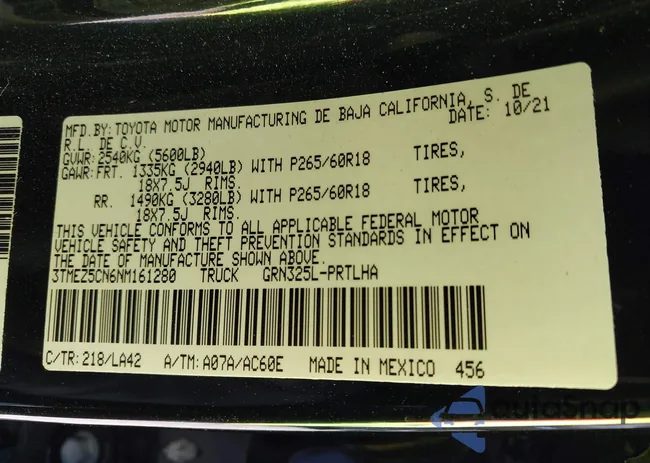 MFD.BY:TOYOTA MOTOR MANUFACTURING DE BAJA CALIFORNIA, S. DE
R.L. DE C.V. DATE: 10/21
GVWR:2540KG (5600LB)
GAWR:FRT. 1335KG (2940LB) WITH P265/60R18 TIRES,
18X7.5J RIMS.
RR. 1490KG (3280LB) WITH P265/60R18 TIRES,
18X7.5J RIMS.
THIS VEHICLE CONFORMS TO ALL APPLICABLE FEDERAL MOTOR
VEHICLE SAFETY AND THEFT PREVENTION STANDARDS IN EFFECT ON
THE DATE OF MANUFACTURE SHOWN ABOVE.
3TMEZ5CN6NM161280 TRUCK GRN325L-PRTLHA
C/TR:218/LA42 A/TM:A07A/AC60E MADE IN MEXICO 456
AutoSnap